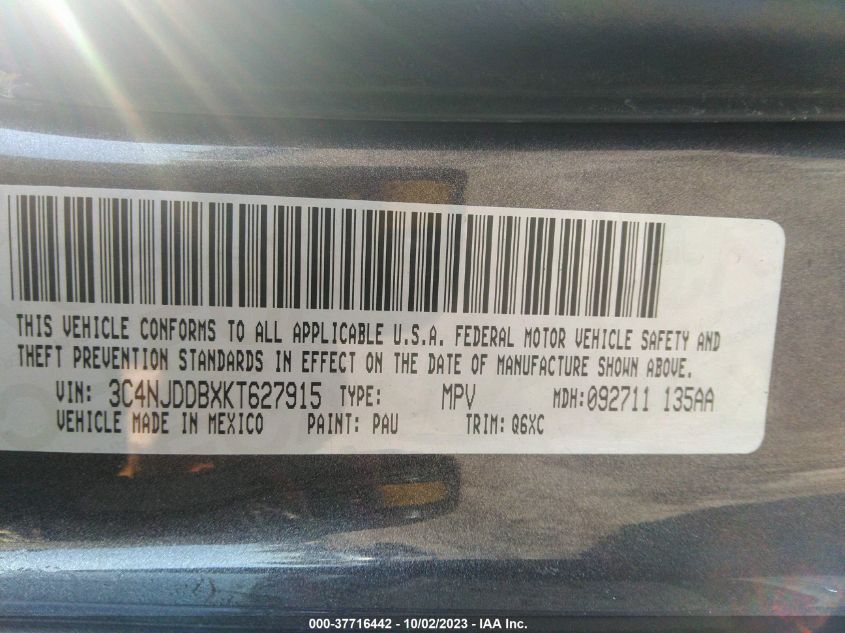 THIS VEHICLE CONFORMS TO ALL APPLICABLE U.S.A. FEDERAL MOTOR VEHICLE SAFETY AND
THEFT PREVENTION STANDARDS IN EFFECT ON THE DATE OF MANUFACTURE SHOWN ABOVE.
VIN: 3C4NJDDBXKT627915 TYPE: MPV MDH:092711 135AA
VEHICLE MADE IN MEXICO PAINT: PAU TRIM: Q6XC
000-37716442 - 10/02/2023 - IAA Inc.